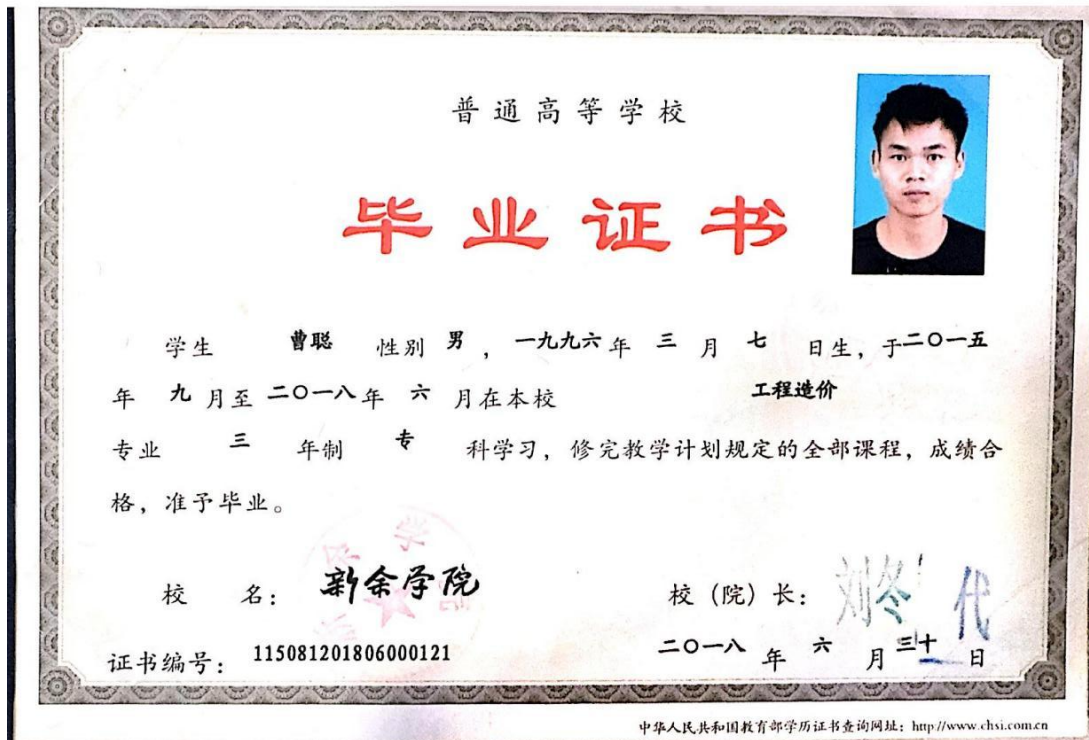 普通高等学校
毕业证书
学生 曹聪 性别 男，一九九六年 三 月 七 日生，于二〇一五
年 九 月至 二〇一八年 六 月在本校 工程造价
专业 三 年制 专 科学习，修完教学计划规定的全部课程，成绩合
格，准予毕业。
校 名：新余学院
校（院）长：刘冬代
证书编号：115081201806000121
二〇一八 年 六 月 三十 日
中华人民共和国教育部学历证书查询网址：http://www.chsi.com.cn